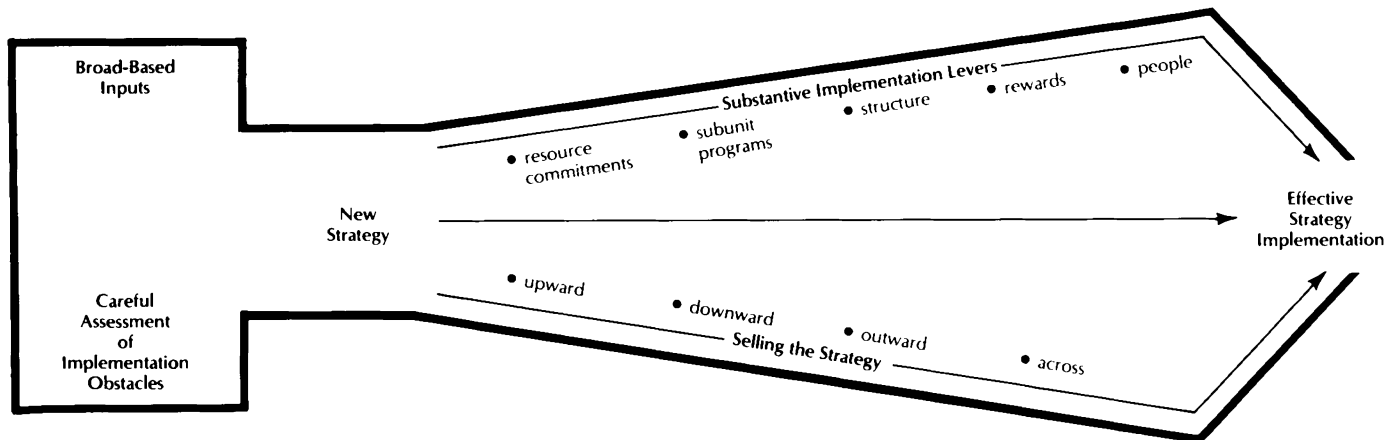 Broad-Based
Inputs
Careful
Assessment
of
Implementation
Obstacles
New
Strategy
Substantive Implementation Levers
• resource
commitments
• subunit
programs
• structure
• rewards
• people
• upward
• downward
• outward
• across
Selling the Strategy
Effective
Strategy
Implementation